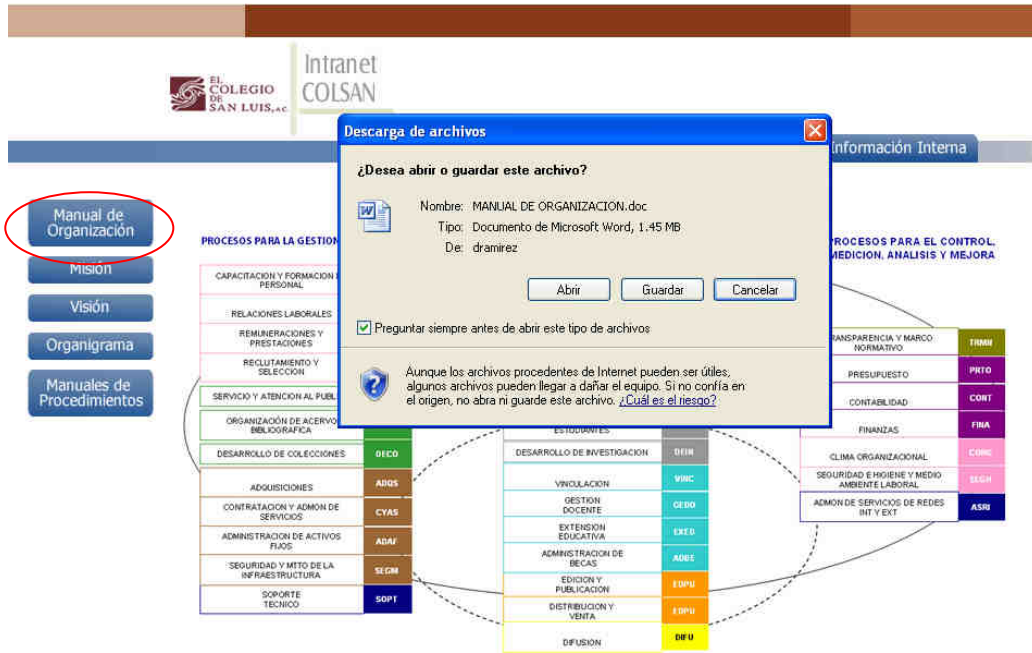 EL
COLEGIO
DE
SAN LUIS, A.C.
Intranet
COLSAN
Información Interna
Manual de
Organización
Misión
Visión
Organigrama
Manuales de
Procedimientos
Descarga de archivos
¿Desea abrir o guardar este archivo?
Nombre: MANUAL DE ORGANIZACION.doc
Tipo: Documento de Microsoft Word, 1.45 MB
De: dramirez
Abrir Guardar Cancelar
Preguntar siempre antes de abrir este tipo de archivos
Aunque los archivos procedentes de Internet pueden ser útiles,
algunos archivos pueden llegar a dañar el equipo. Si no confía en
el origen, no abra ni guarde este archivo. ¿Cuál es el riesgo?
PROCESOS PARA LA GESTION
CAPACITACION Y FORMACION
PERSONAL
RELACIONES LABORALES
REMUNERACIONES Y
PRESTACIONES
RECLUTAMIENTO Y
SELECCION
SERVICIO Y ATENCION AL PUBL
ORGANIZACIÓN DE ACERVO
BIBLIOGRAFICA
DESARROLLO DE COLECCIONES DECO
ADQUISICIONES ADQS
CONTRATACION Y ADMON DE
SERVICIOS CYAS
ADMINISTRACION DE ACTIVOS
FIJOS ADAF
SEGURIDAD Y MTTO DE LA
INFRAESTRUCTURA SEGM
SOPORTE
TECNICO SOPT
ESTUDIANTES
DESARROLLO DE INVESTIGACION DEIN
VINCULACION VINC
GESTION
DOCENTE GEDO
EXTENSION
EDUCATIVA EXED
ADMINISTRACION DE
BECAS ADBE
EDICION Y
PUBLICACION EDPU
DISTRIBUCION Y
VENTA EDPU
DIFUSION DIFU
PROCESOS PARA EL CONTROL,
MEDICION, ANALISIS Y MEJORA
RANSPARENCIA Y MARCO
NORMATIVO TRMN
PRESUPUESTO PRTO
CONTABILIDAD CONT
FINANZAS FINA
CLIMA ORGANIZACIONAL
SEGURIDAD E HIGIENE Y MEDIO
AMBIENTE LABORAL SEGH
ADMON DE SERVICIOS DE REDES
INT Y EXT ASRI